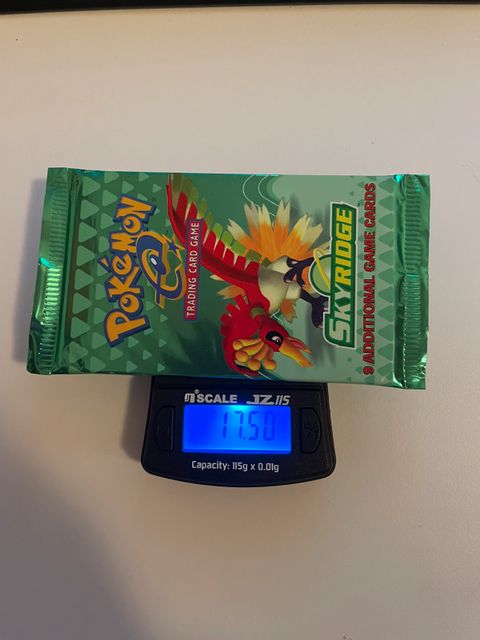 POKéMON
e
TRADING CARD GAME
SKYRIDGE
9 ADDITIONAL GAME CARDS
SCALE JZ115
17.50
Capacity: 115g x 0.01g